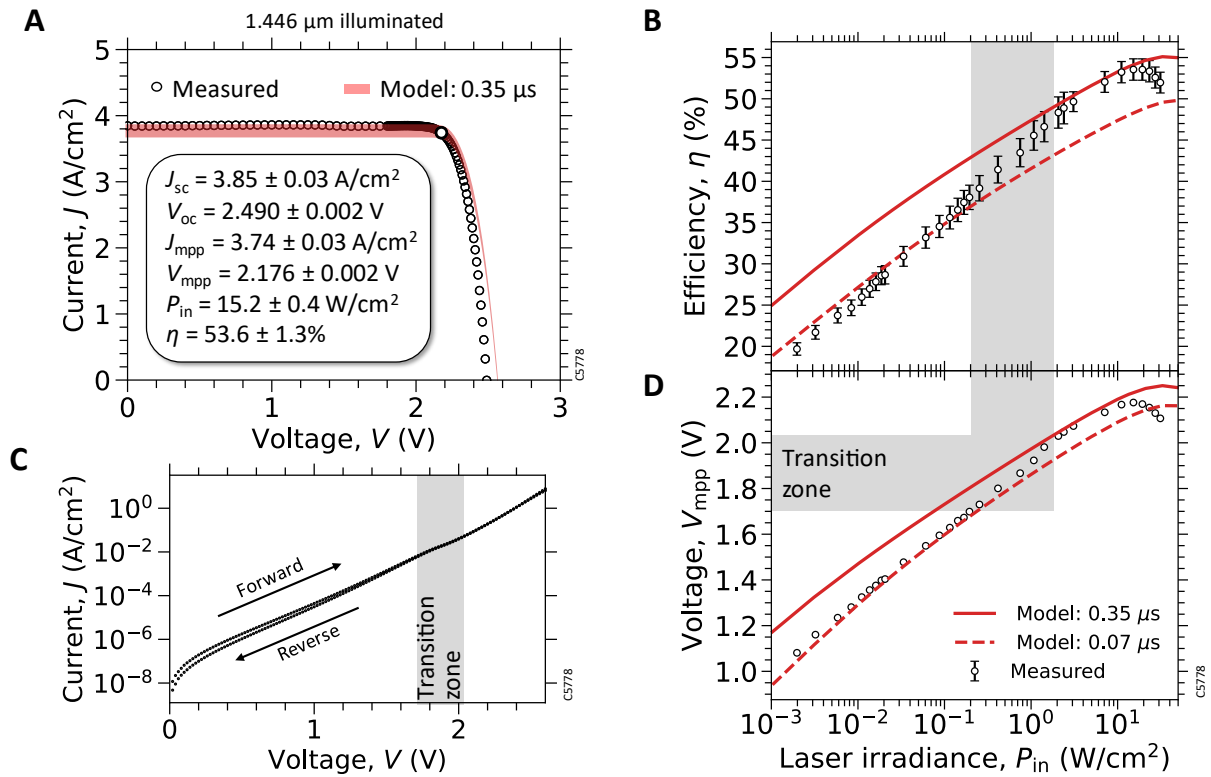 A
1.446 µm illuminated
5
4
3
2
1
0
Current, J (A/cm²)
Measured
Model: 0.35 µs
Jsc = 3.85 ± 0.03 A/cm²
Voc = 2.490 ± 0.002 V
Jmpp = 3.74 ± 0.03 A/cm²
Vmpp = 2.176 ± 0.002 V
Pin = 15.2 ± 0.4 W/cm²
η = 53.6 ± 1.3%
C5778
0 1 2 3
Voltage, V (V)
B
55
50
45
40
35
30
25
20
Efficiency, η (%)
C
10⁰
10⁻²
10⁻⁴
10⁻⁶
10⁻⁸
Current, J (A/cm²)
Forward
Reverse
Transition
zone
C5778
0 1 2
Voltage, V (V)
D
2.2
2.0
1.8
1.6
1.4
1.2
1.0
Voltage, Vmpp (V)
Transition
zone
Model: 0.35 µs
Model: 0.07 µs
Measured
C5778
10⁻³ 10⁻² 10⁻¹ 10⁰ 10¹
Laser irradiance, Pin (W/cm²)